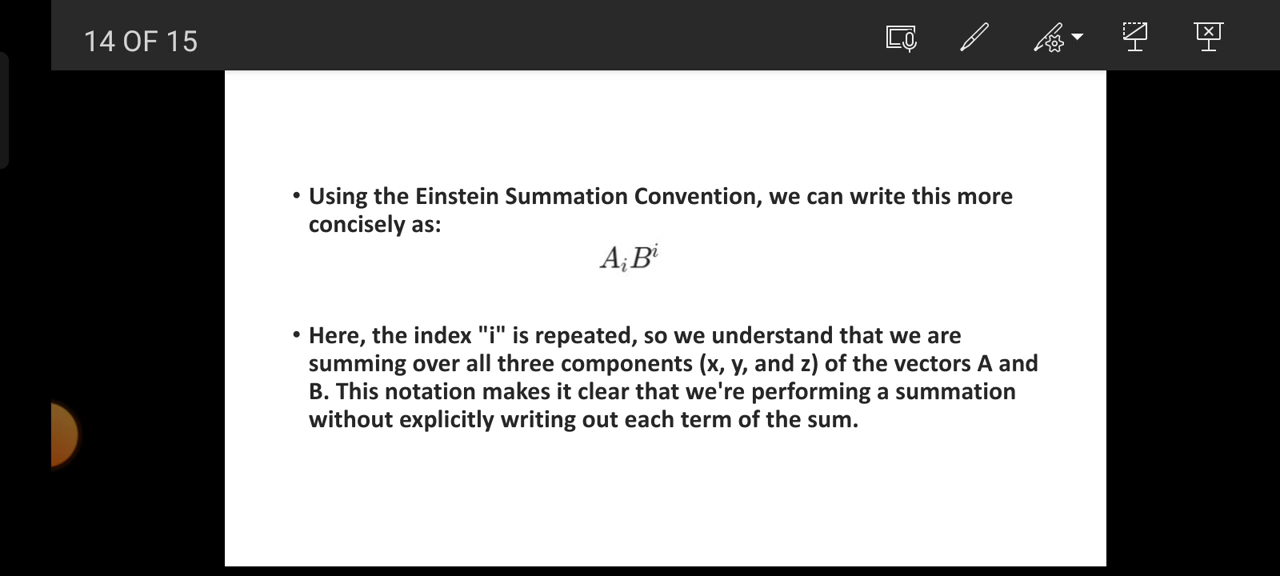 14 OF 15
• Using the Einstein Summation Convention, we can write this more
concisely as:
AᵢBⁱ
• Here, the index "i" is repeated, so we understand that we are
summing over all three components (x, y, and z) of the vectors A and
B. This notation makes it clear that we're performing a summation
without explicitly writing out each term of the sum.